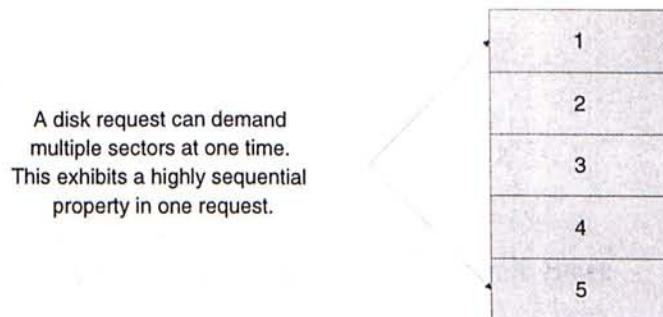 A disk request can demand
multiple sectors at one time.
This exhibits a highly sequential
property in one request.
1
2
3
4
5